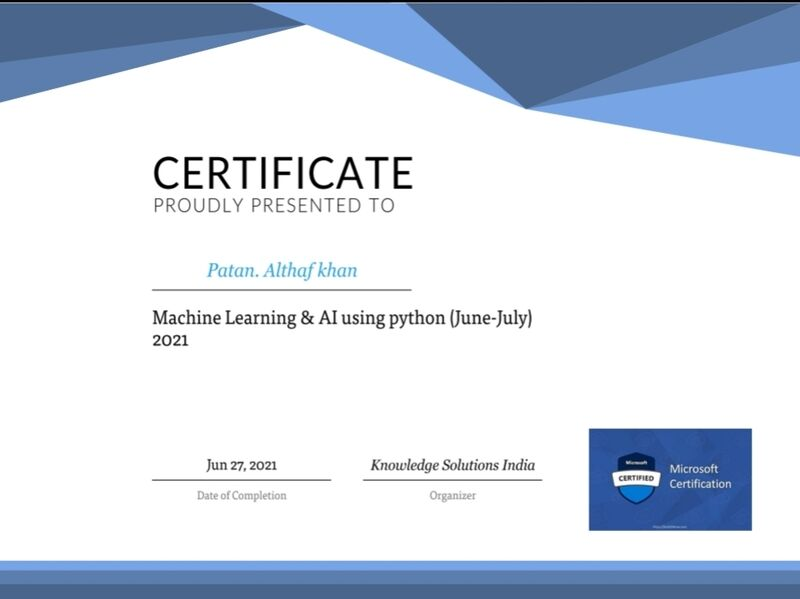 CERTIFICATE
PROUDLY PRESENTED TO
Patan. Althaf khan
Machine Learning & AI using python (June-July)
2021
Jun 27, 2021
Date of Completion
Knowledge Solutions India
Organizer
Microsoft
CERTIFIED
Microsoft
Certification